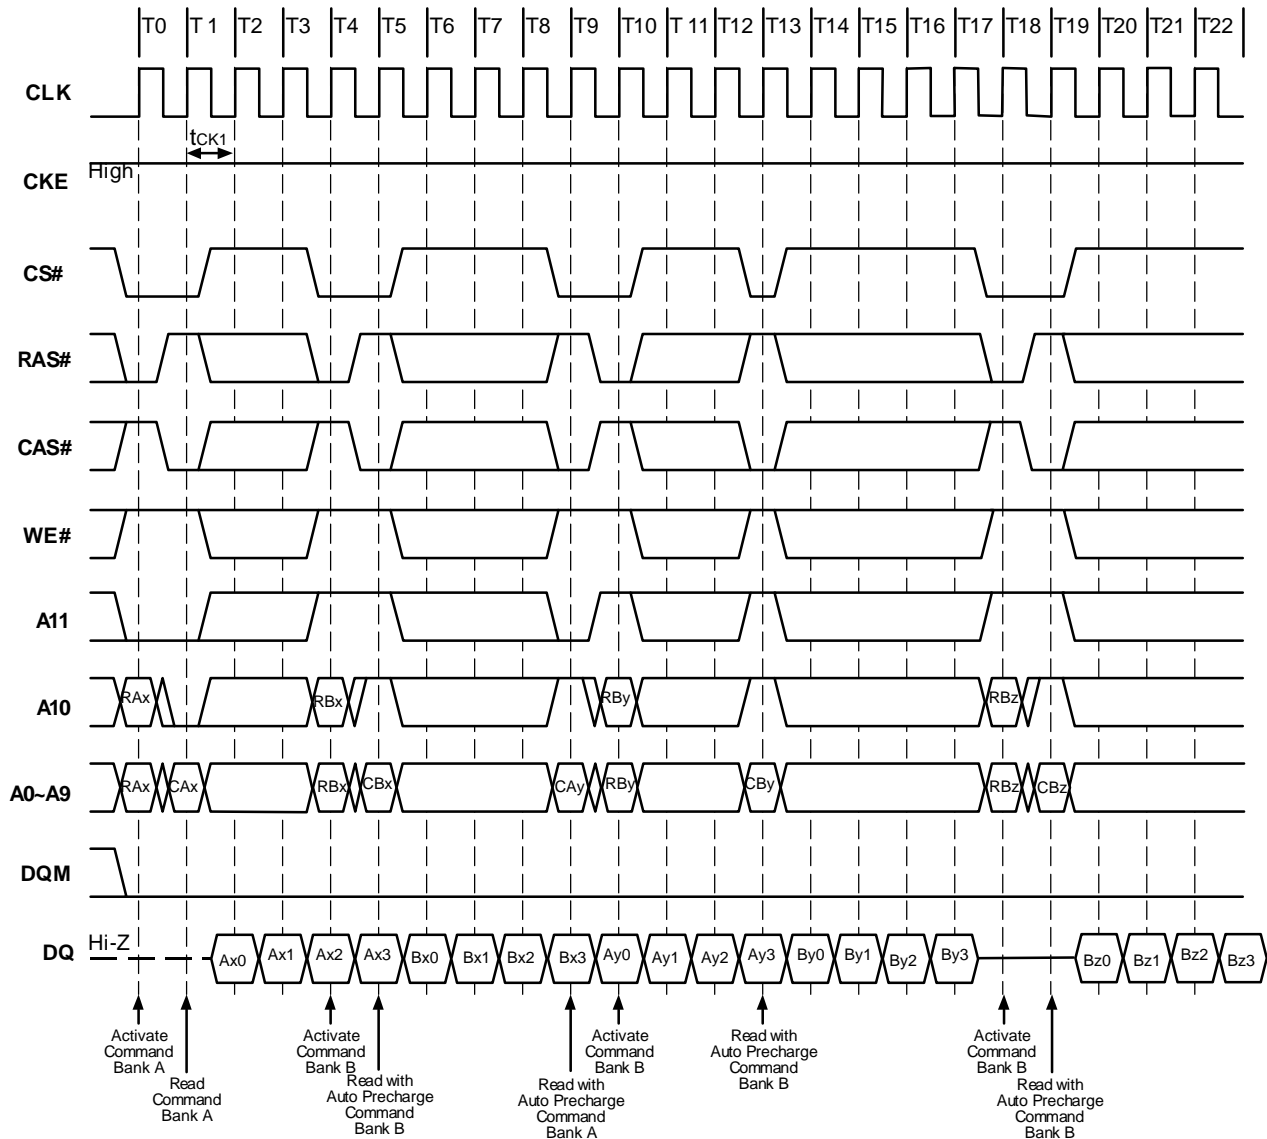 T0 T 1 T2 T3 T4 T5 T6 T7 T8 T9 T10 T 11 T12 T13 T14 T15 T16 T17 T18 T19 T20 T21 T22
CLK
tCK1
High
CKE
CS#
RAS#
CAS#
WE#
A11
A10 RAx RBx RBy RBz
A0~A9 RAx CAx RBx CBx CAy RBy CBy RBz CBz
DQM
Hi-Z
DQ Ax0 Ax1 Ax2 Ax3 Bx0 Bx1 Bx2 Bx3 Ay0 Ay1 Ay2 Ay3 By0 By1 By2 By3 Bz0 Bz1 Bz2 Bz3
Activate
Command
Bank A
Read
Command
Bank A
Activate
Command
Bank B
Read with
Auto Precharge
Command
Bank B
Read with
Auto Precharge
Command
Bank A
Activate
Command
Bank B
Read with
Auto Precharge
Command
Bank B
Activate
Command
Bank B
Read with
Auto Precharge
Command
Bank B